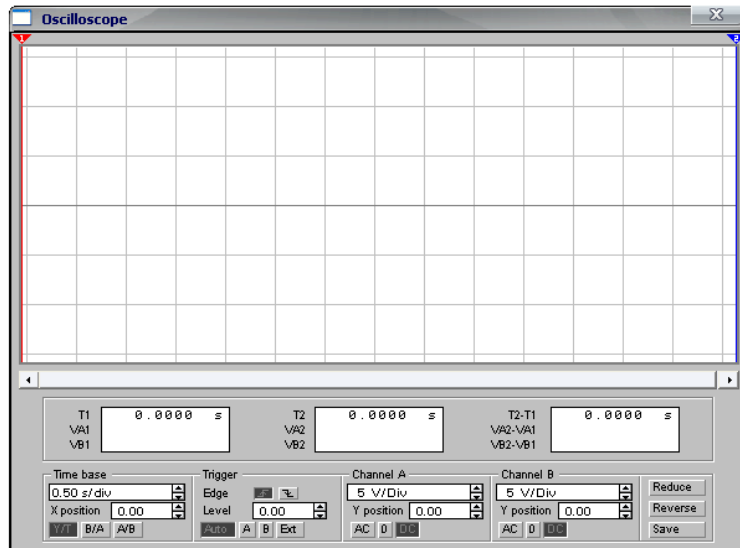 Oscilloscope
1 2
T1 0.0000 s T2 0.0000 s T2-T1 0.0000 s
VA1 VA2 VA2-VA1
VB1 VB2 VB2-VB1
Time base Trigger Channel A Channel B
0.50 s/div Edge 5 V/Div 5 V/Div Reduce
X position 0.00 Level 0.00 Y position 0.00 Y position 0.00 Reverse
Y/T B/A A/B Auto A B Ext AC 0 DC AC 0 DC Save